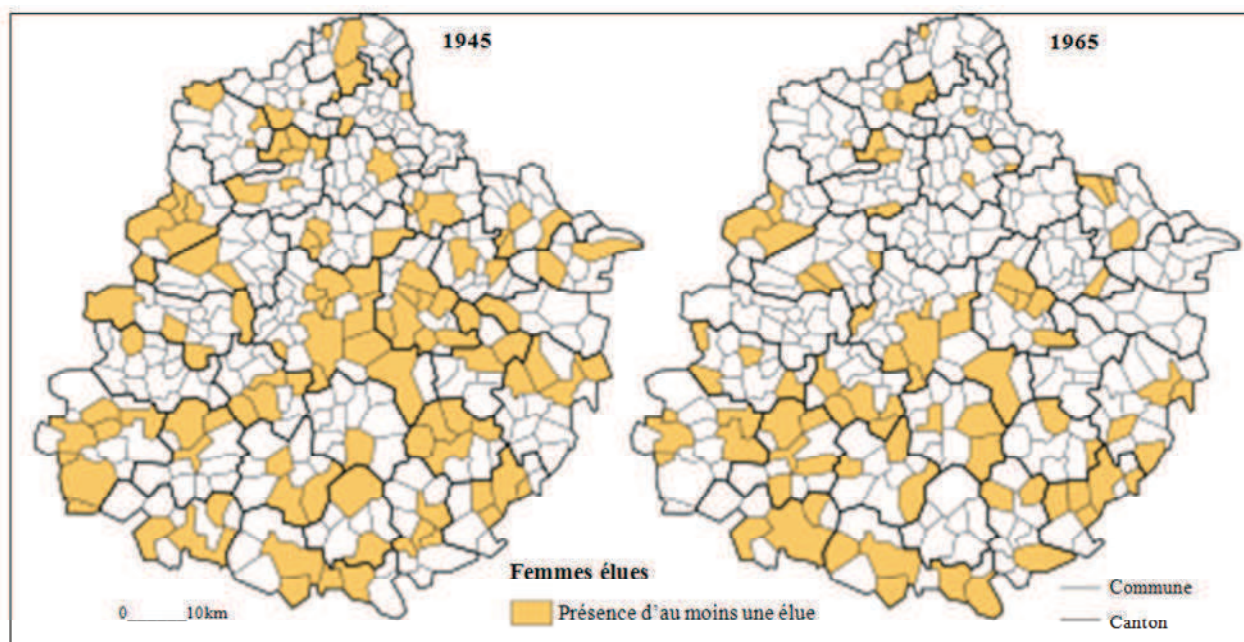 1945
1965
Femmes élues
Présence d'au moins une élue
0 10km
Commune
Canton